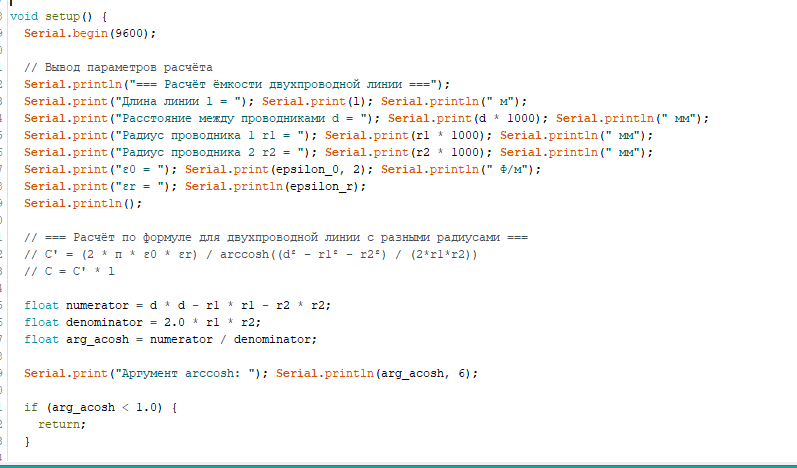 void setup() {
Serial.begin(9600);
// Вывод параметров расчёта
Serial.println("=== Расчёт ёмкости двухпроводной линии ===");
Serial.print("Длина линии l = "); Serial.print(l); Serial.println(" м");
Serial.print("Расстояние между проводниками d = "); Serial.print(d * 1000); Serial.println(" мм");
Serial.print("Радиус проводника 1 r1 = "); Serial.print(r1 * 1000); Serial.println(" мм");
Serial.print("Радиус проводника 2 r2 = "); Serial.print(r2 * 1000); Serial.println(" мм");
Serial.print("ε0 = "); Serial.print(epsilon_0, 2); Serial.println(" Ф/м");
Serial.print("εr = "); Serial.println(epsilon_r);
Serial.println();
// === Расчёт по формуле для двухпроводной линии с разными радиусами ===
// C' = (2 * π * ε0 * εr) / arccosh((d² - r1² - r2²) / (2*r1*r2))
// C = C' * l
float numerator = d * d - r1 * r1 - r2 * r2;
float denominator = 2.0 * r1 * r2;
float arg_acosh = numerator / denominator;
Serial.print("Аргумент arccosh: "); Serial.println(arg_acosh, 6);
if (arg_acosh < 1.0) {
return;
}